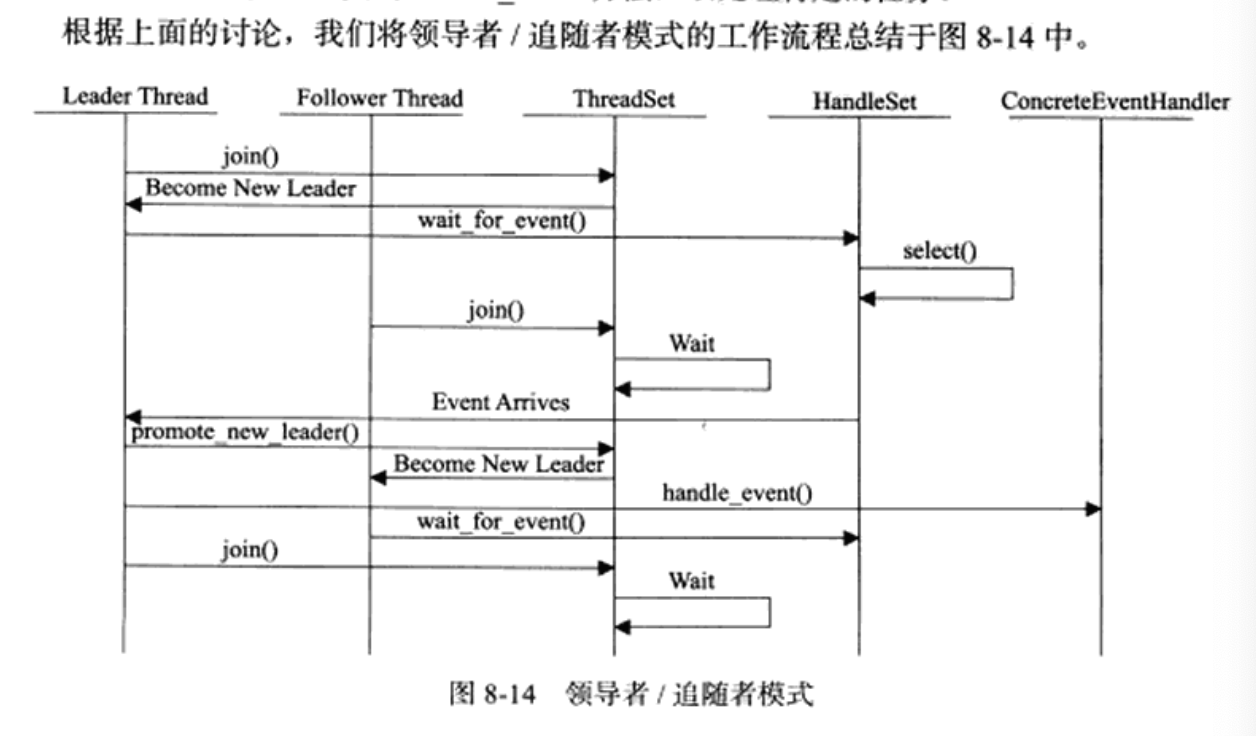 根据上面的讨论，我们将领导者 / 追随者模式的工作流程总结于图 8-14 中。
Leader Thread Follower Thread ThreadSet HandleSet ConcreteEventHandler
join()
Become New Leader
wait_for_event()
select()
join()
Wait
Event Arrives
promote_new_leader()
Become New Leader
handle_event()
wait_for_event()
join()
Wait
图 8-14 领导者 / 追随者模式